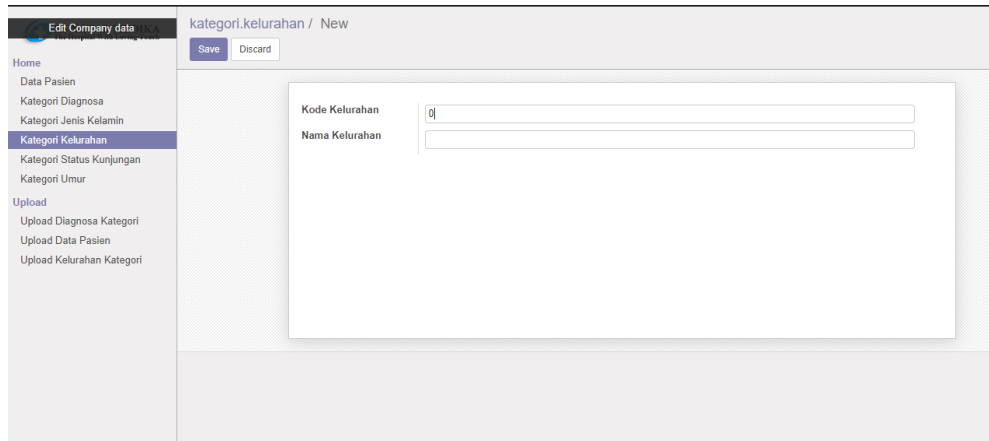 Edit Company data
kategori.kelurahan / New
Save Discard
Home
Data Pasien
Kategori Diagnosa
Kategori Jenis Kelamin
Kategori Kelurahan
Kategori Status Kunjungan
Kategori Umur
Upload
Upload Diagnosa Kategori
Upload Data Pasien
Upload Kelurahan Kategori
Kode Kelurahan 0
Nama Kelurahan